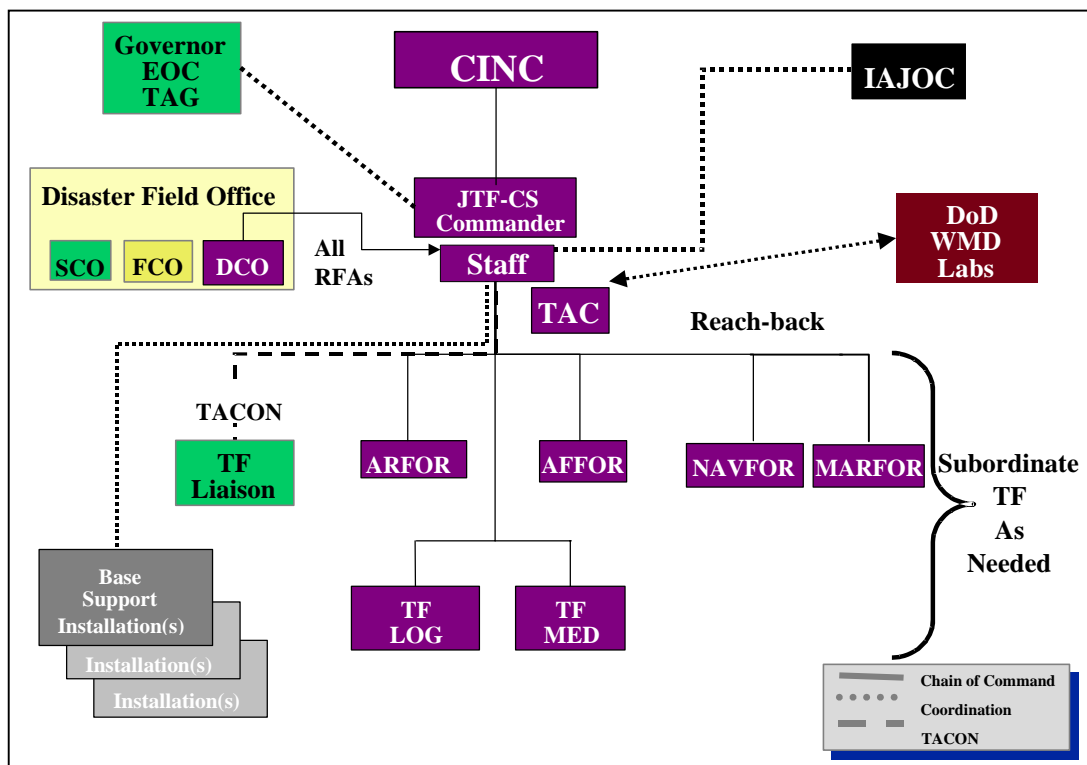 Governor
EOC
TAG
CINC
IAJOC
Disaster Field Office
SCO
FCO
DCO
All
RFAs
JTF-CS
Commander
Staff
TAC
DoD
WMD
Labs
Reach-back
TACON
TF
Liaison
ARFOR
AFFOR
NAVFOR
MARFOR
Subordinate
TF
As
Needed
Base
Support
Installation(s)
Installation(s)
Installation(s)
TF
LOG
TF
MED
Chain of Command
Coordination
TACON